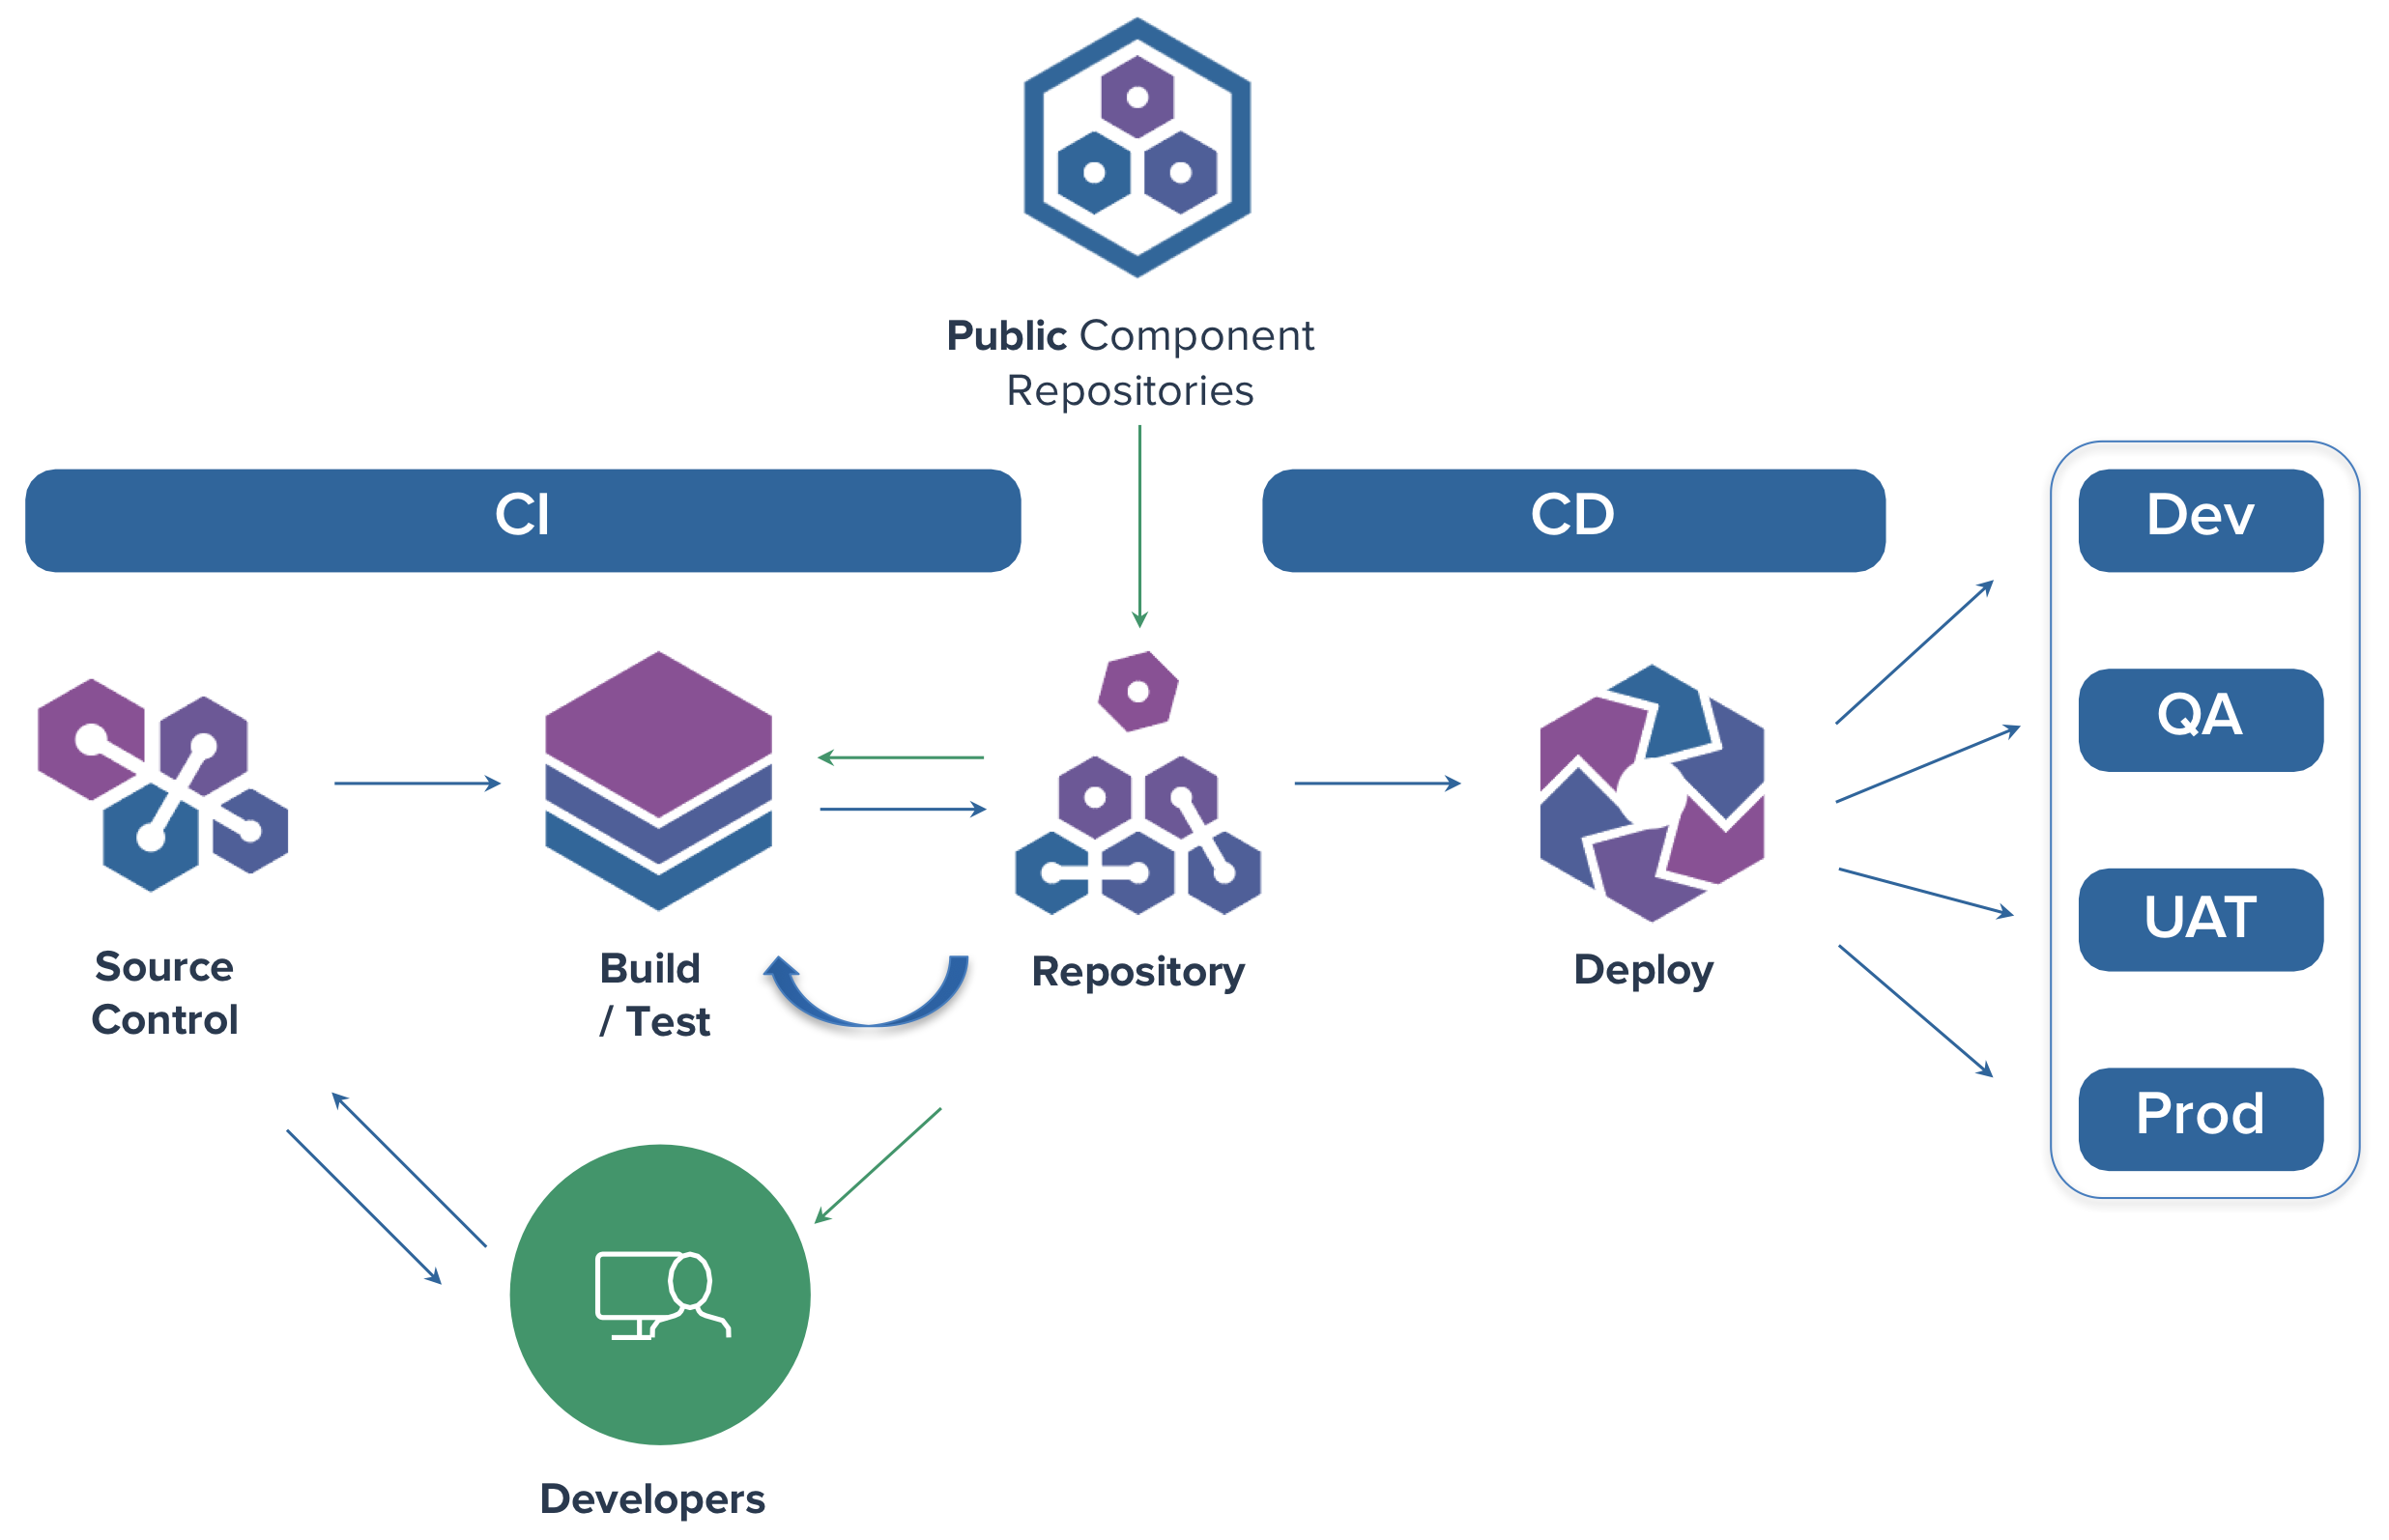 Public Component
Repositories
CI
CD
Dev
QA
UAT
Prod
Source
Control
Build
/ Test
Repository
Deploy
Developers